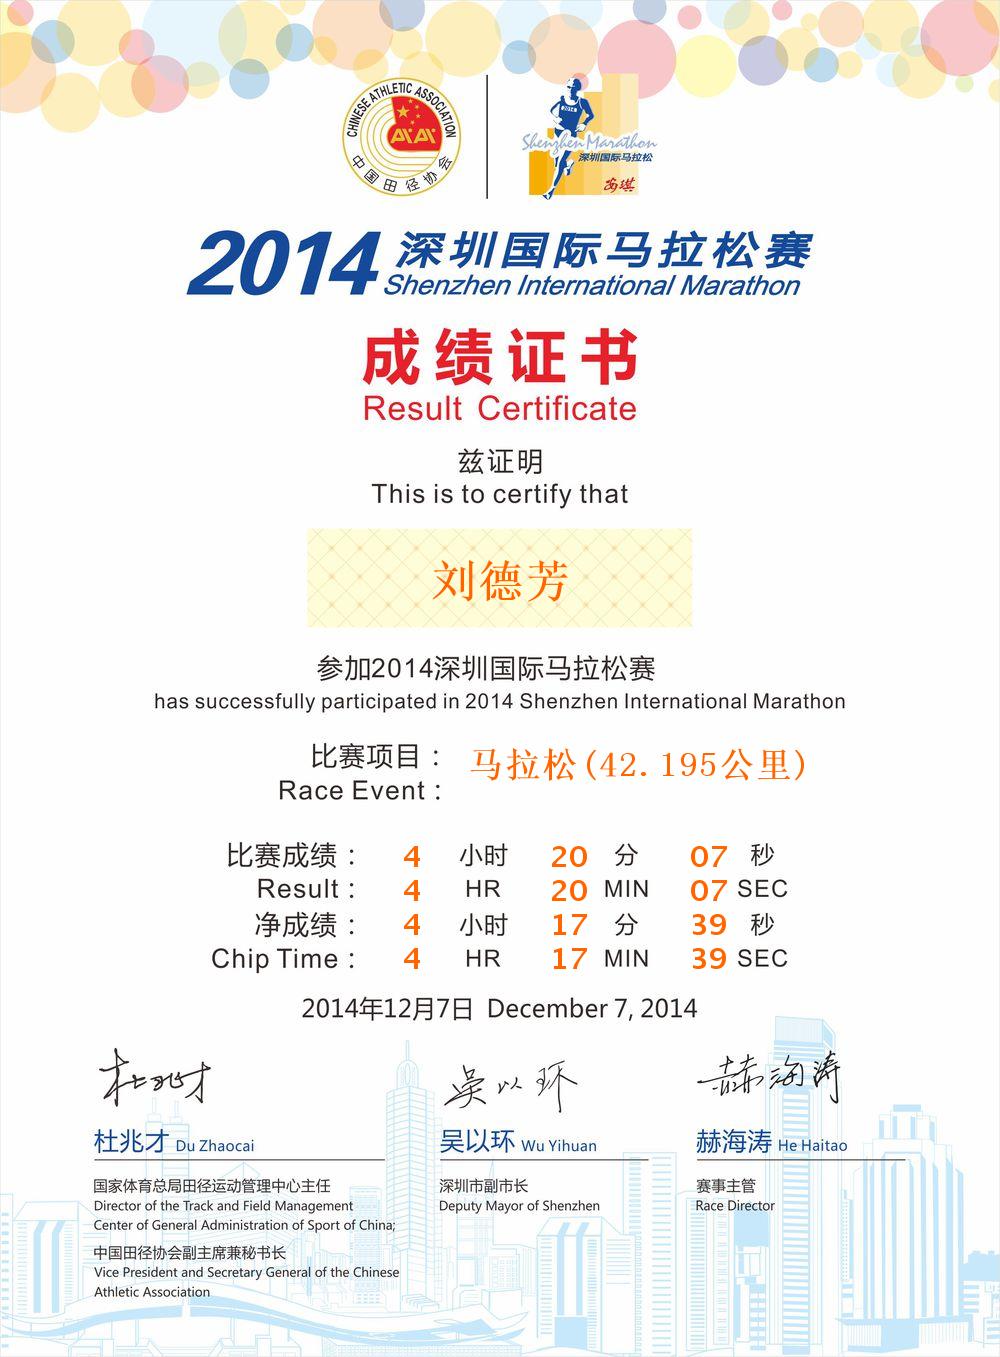 CHINESE ATHLETIC ASSOCIATION
中国田径协会
2014
Shenzhen Marathon
深圳国际马拉松
2014 深圳国际马拉松赛
Shenzhen International Marathon
成绩证书
Result Certificate
兹证明
This is to certify that
刘德芳
参加2014深圳国际马拉松赛
has successfully participated in 2014 Shenzhen International Marathon
比赛项目： 马拉松(42.195公里)
Race Event：
比赛成绩： 4 小时 20 分 07 秒
Result： 4 HR 20 MIN 07 SEC
净成绩： 4 小时 17 分 39 秒
Chip Time： 4 HR 17 MIN 39 SEC
2014年12月7日 December 7, 2014
杜兆才 吴以环 赫海涛
杜兆才 Du Zhaocai
国家体育总局田径运动管理中心主任
Director of the Track and Field Management
Center of General Administration of Sport of China;
中国田径协会副主席兼秘书长
Vice President and Secretary General of the Chinese
Athletic Association
吴以环 Wu Yihuan
深圳市副市长
Deputy Mayor of Shenzhen
赫海涛 He Haitao
赛事主管
Race Director